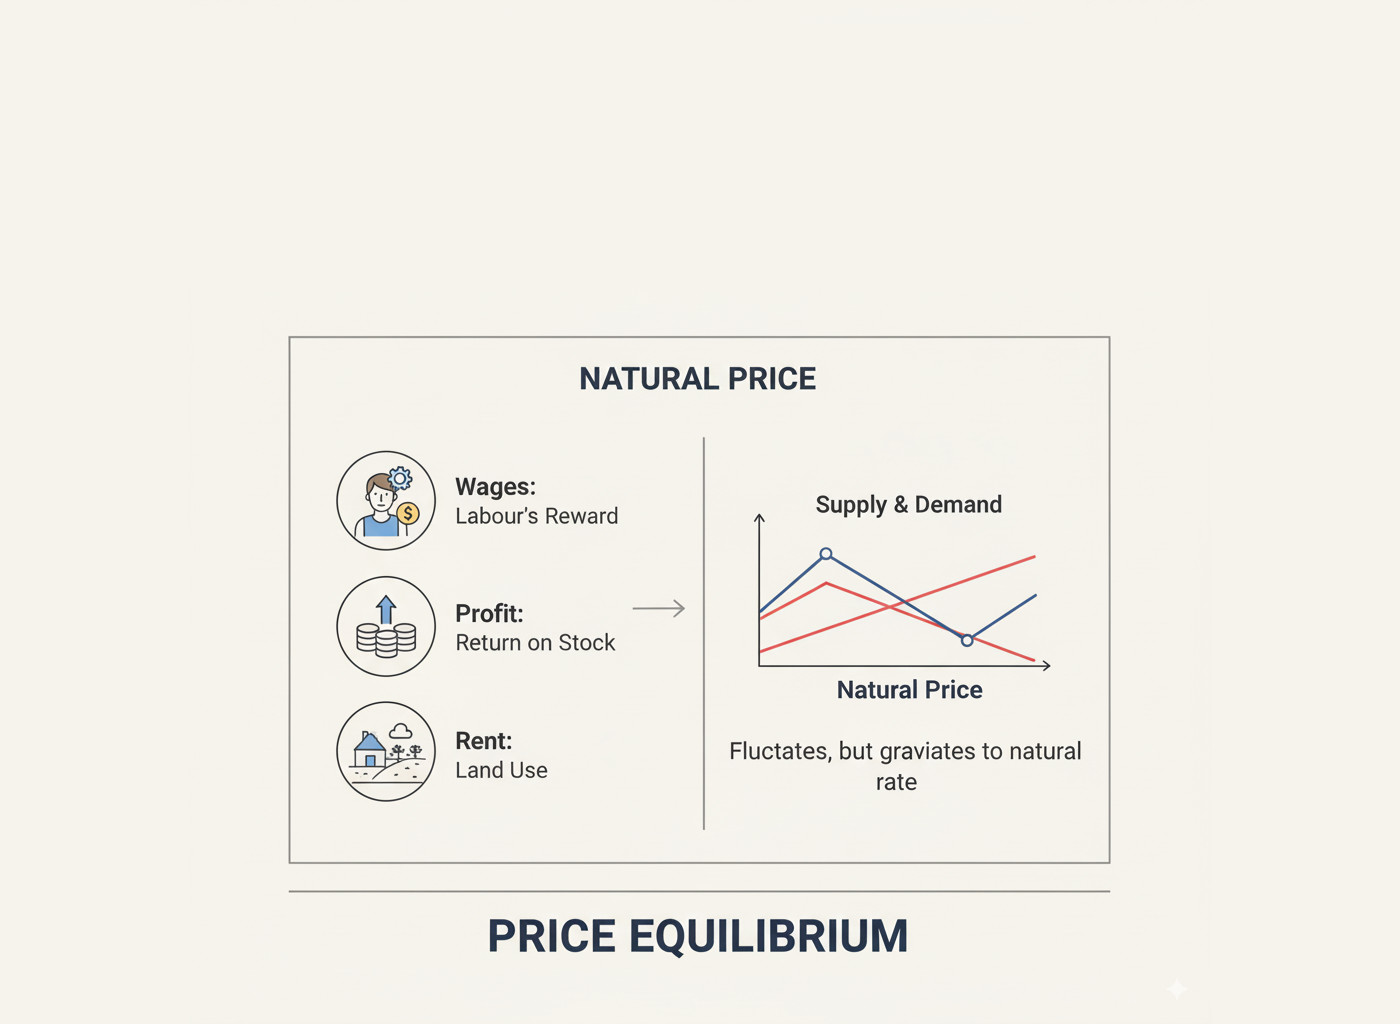 NATURAL PRICE
Wages:
Labour's Reward
Profit:
Return on Stock
Rent:
Land Use
Supply & Demand
Natural Price
Fluctates, but graviates to natural
rate
PRICE EQUILIBRIUM